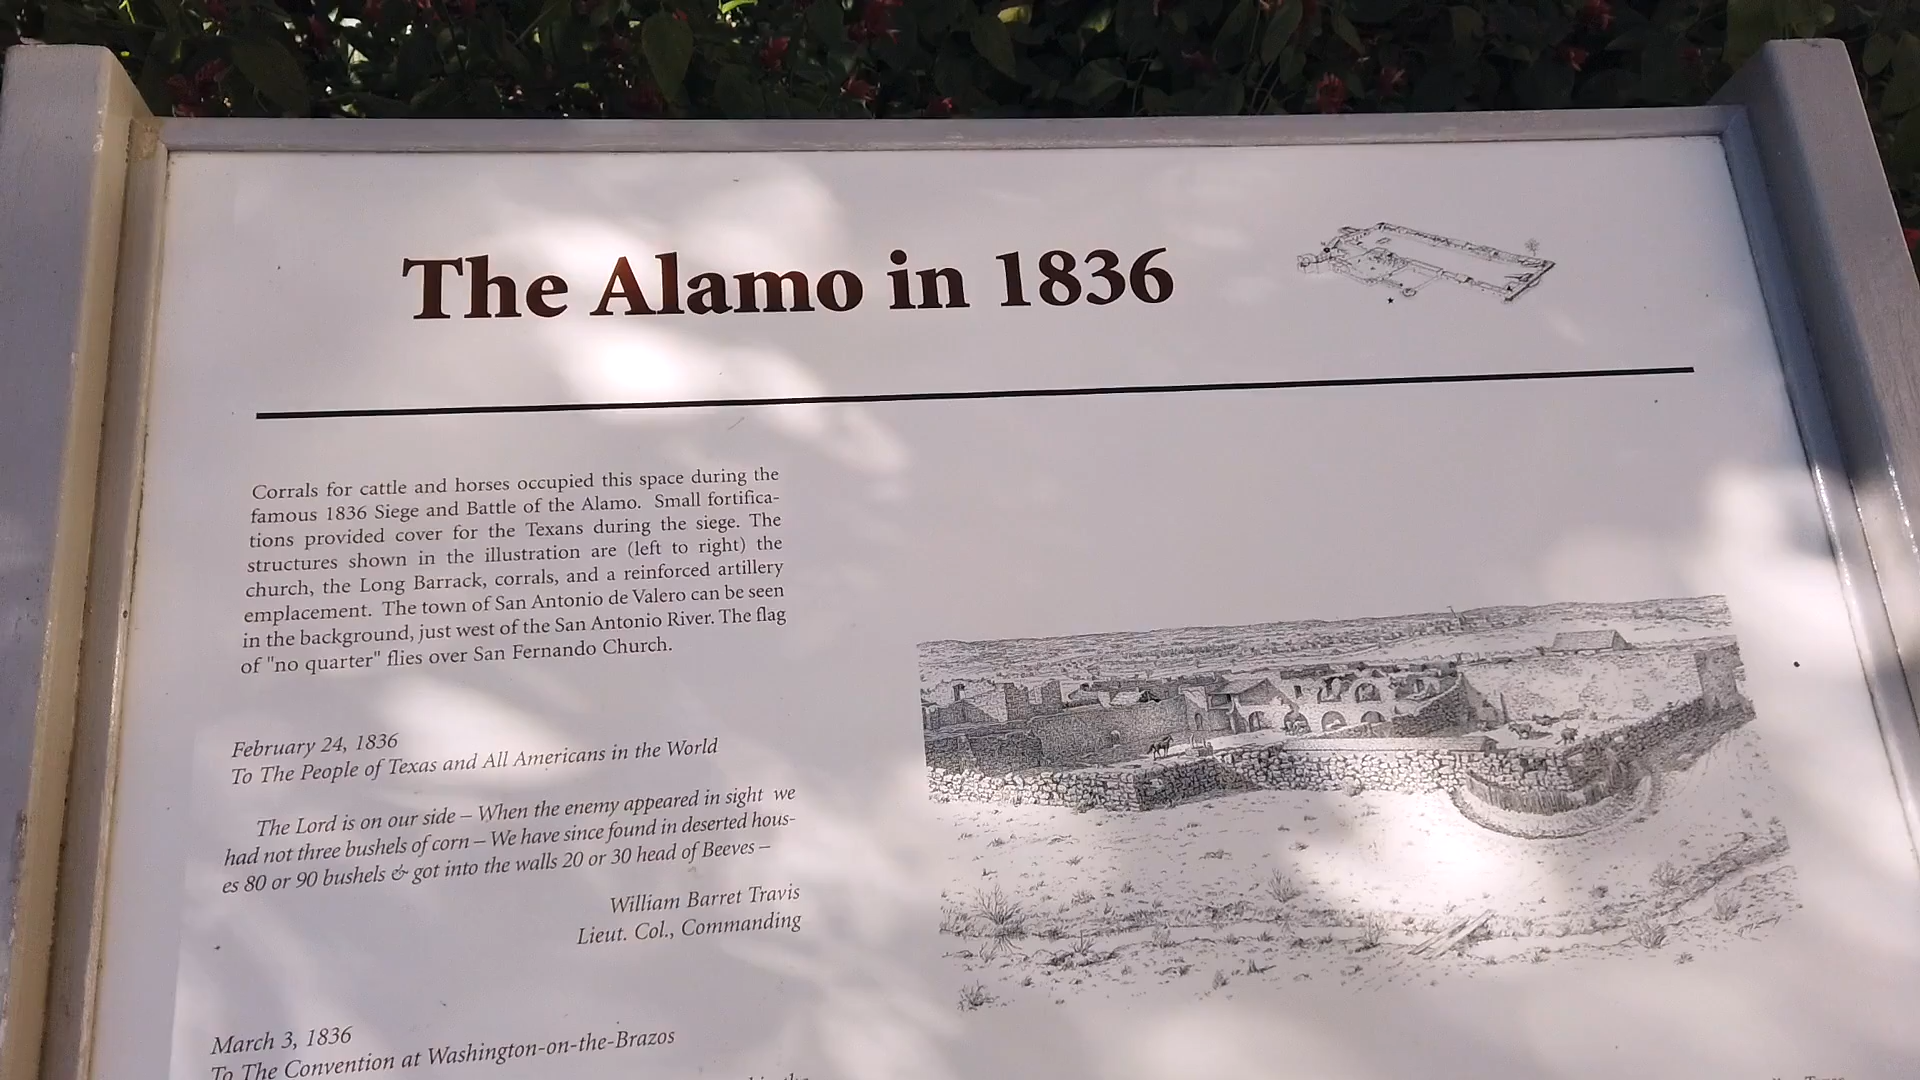 The Alamo in 1836
Corrals for cattle and horses occupied this space during the
famous 1836 Siege and Battle of the Alamo. Small fortifica-
tions provided cover for the Texans during the siege. The
structures shown in the illustration are (left to right) the
church, the Long Barrack, corrals, and a reinforced artillery
emplacement. The town of San Antonio de Valero can be seen
in the background, just west of the San Antonio River. The flag
of "no quarter" flies over San Fernando Church.
February 24, 1836
To The People of Texas and All Americans in the World
The Lord is on our side – When the enemy appeared in sight we
had not three bushels of corn – We have since found in deserted hous-
es 80 or 90 bushels & got into the walls 20 or 30 head of Beeves –
William Barret Travis
Lieut. Col., Commanding
March 3, 1836
To The Convention at Washington-on-the-Brazos